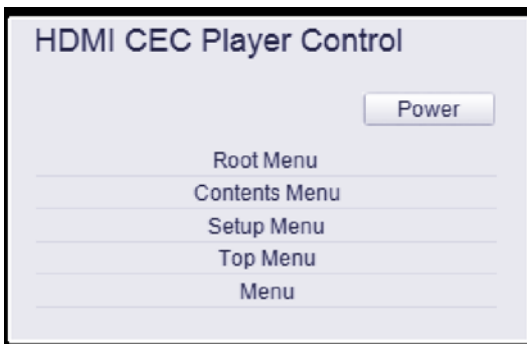 HDMI CEC Player Control
Power
Root Menu
Contents Menu
Setup Menu
Top Menu
Menu